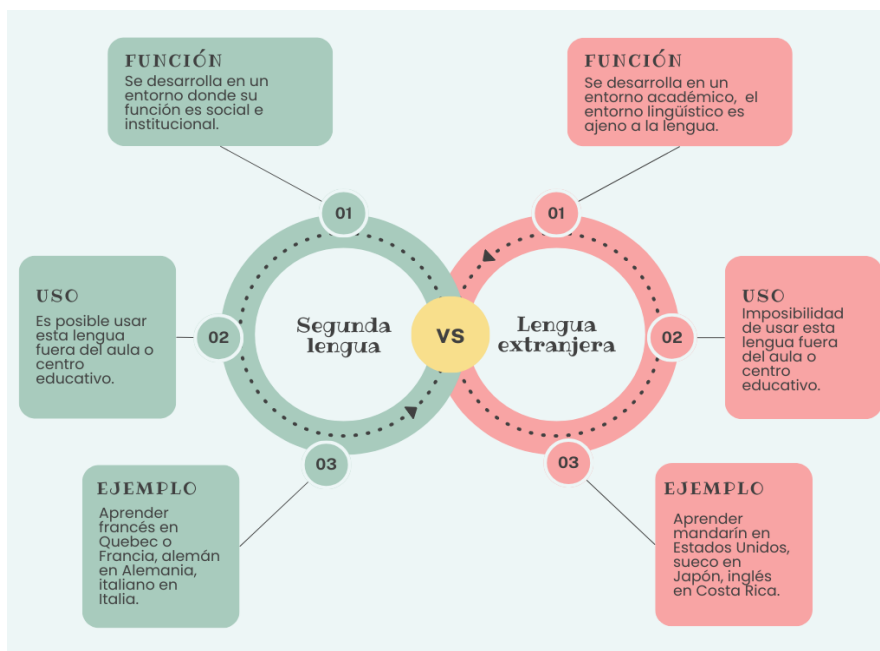 FUNCIÓN
Se desarrolla en un
entorno donde su
función es social e
institucional.
FUNCIÓN
Se desarrolla en un
entorno académico, el
entorno lingüístico es
ajeno a la lengua.
01
01
USO
Es posible usar
esta lengua
fuera del aula o
centro
educativo.
02
Segunda
lengua
VS
Lengua
extranjera
02
USO
Imposibilidad
de usar esta
lengua fuera
del aula o
centro
educativo.
03
03
EJEMPLO
Aprender
francés en
Quebec o
Francia, alemán
en Alemania,
italiano en
Italia.
EJEMPLO
Aprender
mandarín en
Estados Unidos,
sueco en
Japón, inglés
en Costa Rica.